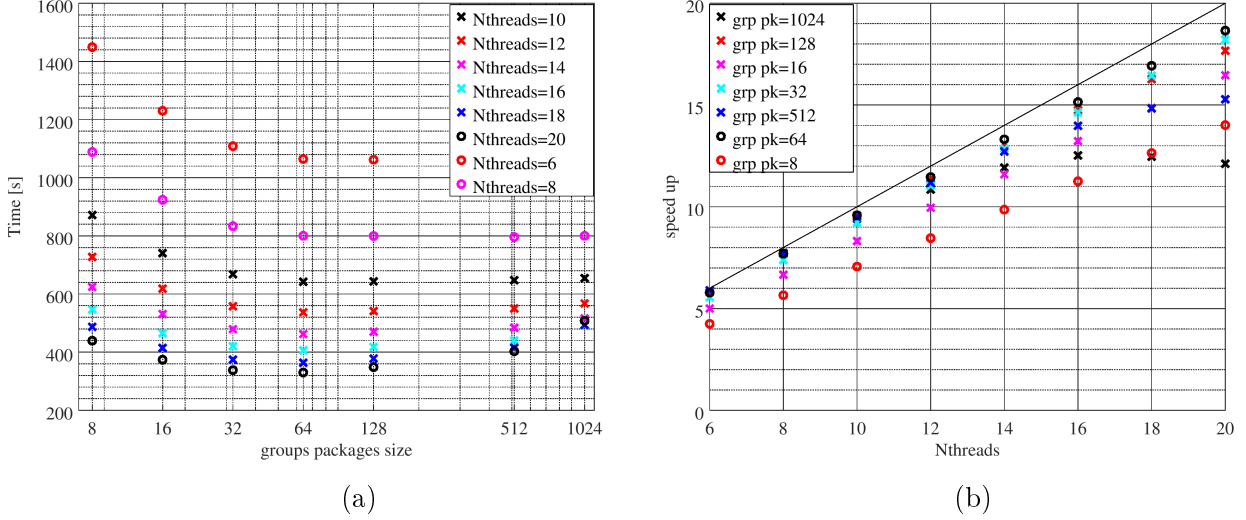 1600
1400
1200
1000
800
600
400
200
Time [s]
8
16
32
64
128
512
1024
groups packages size
Nthreads=10
Nthreads=12
Nthreads=14
Nthreads=16
Nthreads=18
Nthreads=20
Nthreads=6
Nthreads=8
(a)
20
15
10
5
0
speed up
6
8
10
12
14
16
18
20
Nthreads
grp pk=1024
grp pk=128
grp pk=16
grp pk=32
grp pk=512
grp pk=64
grp pk=8
(b)